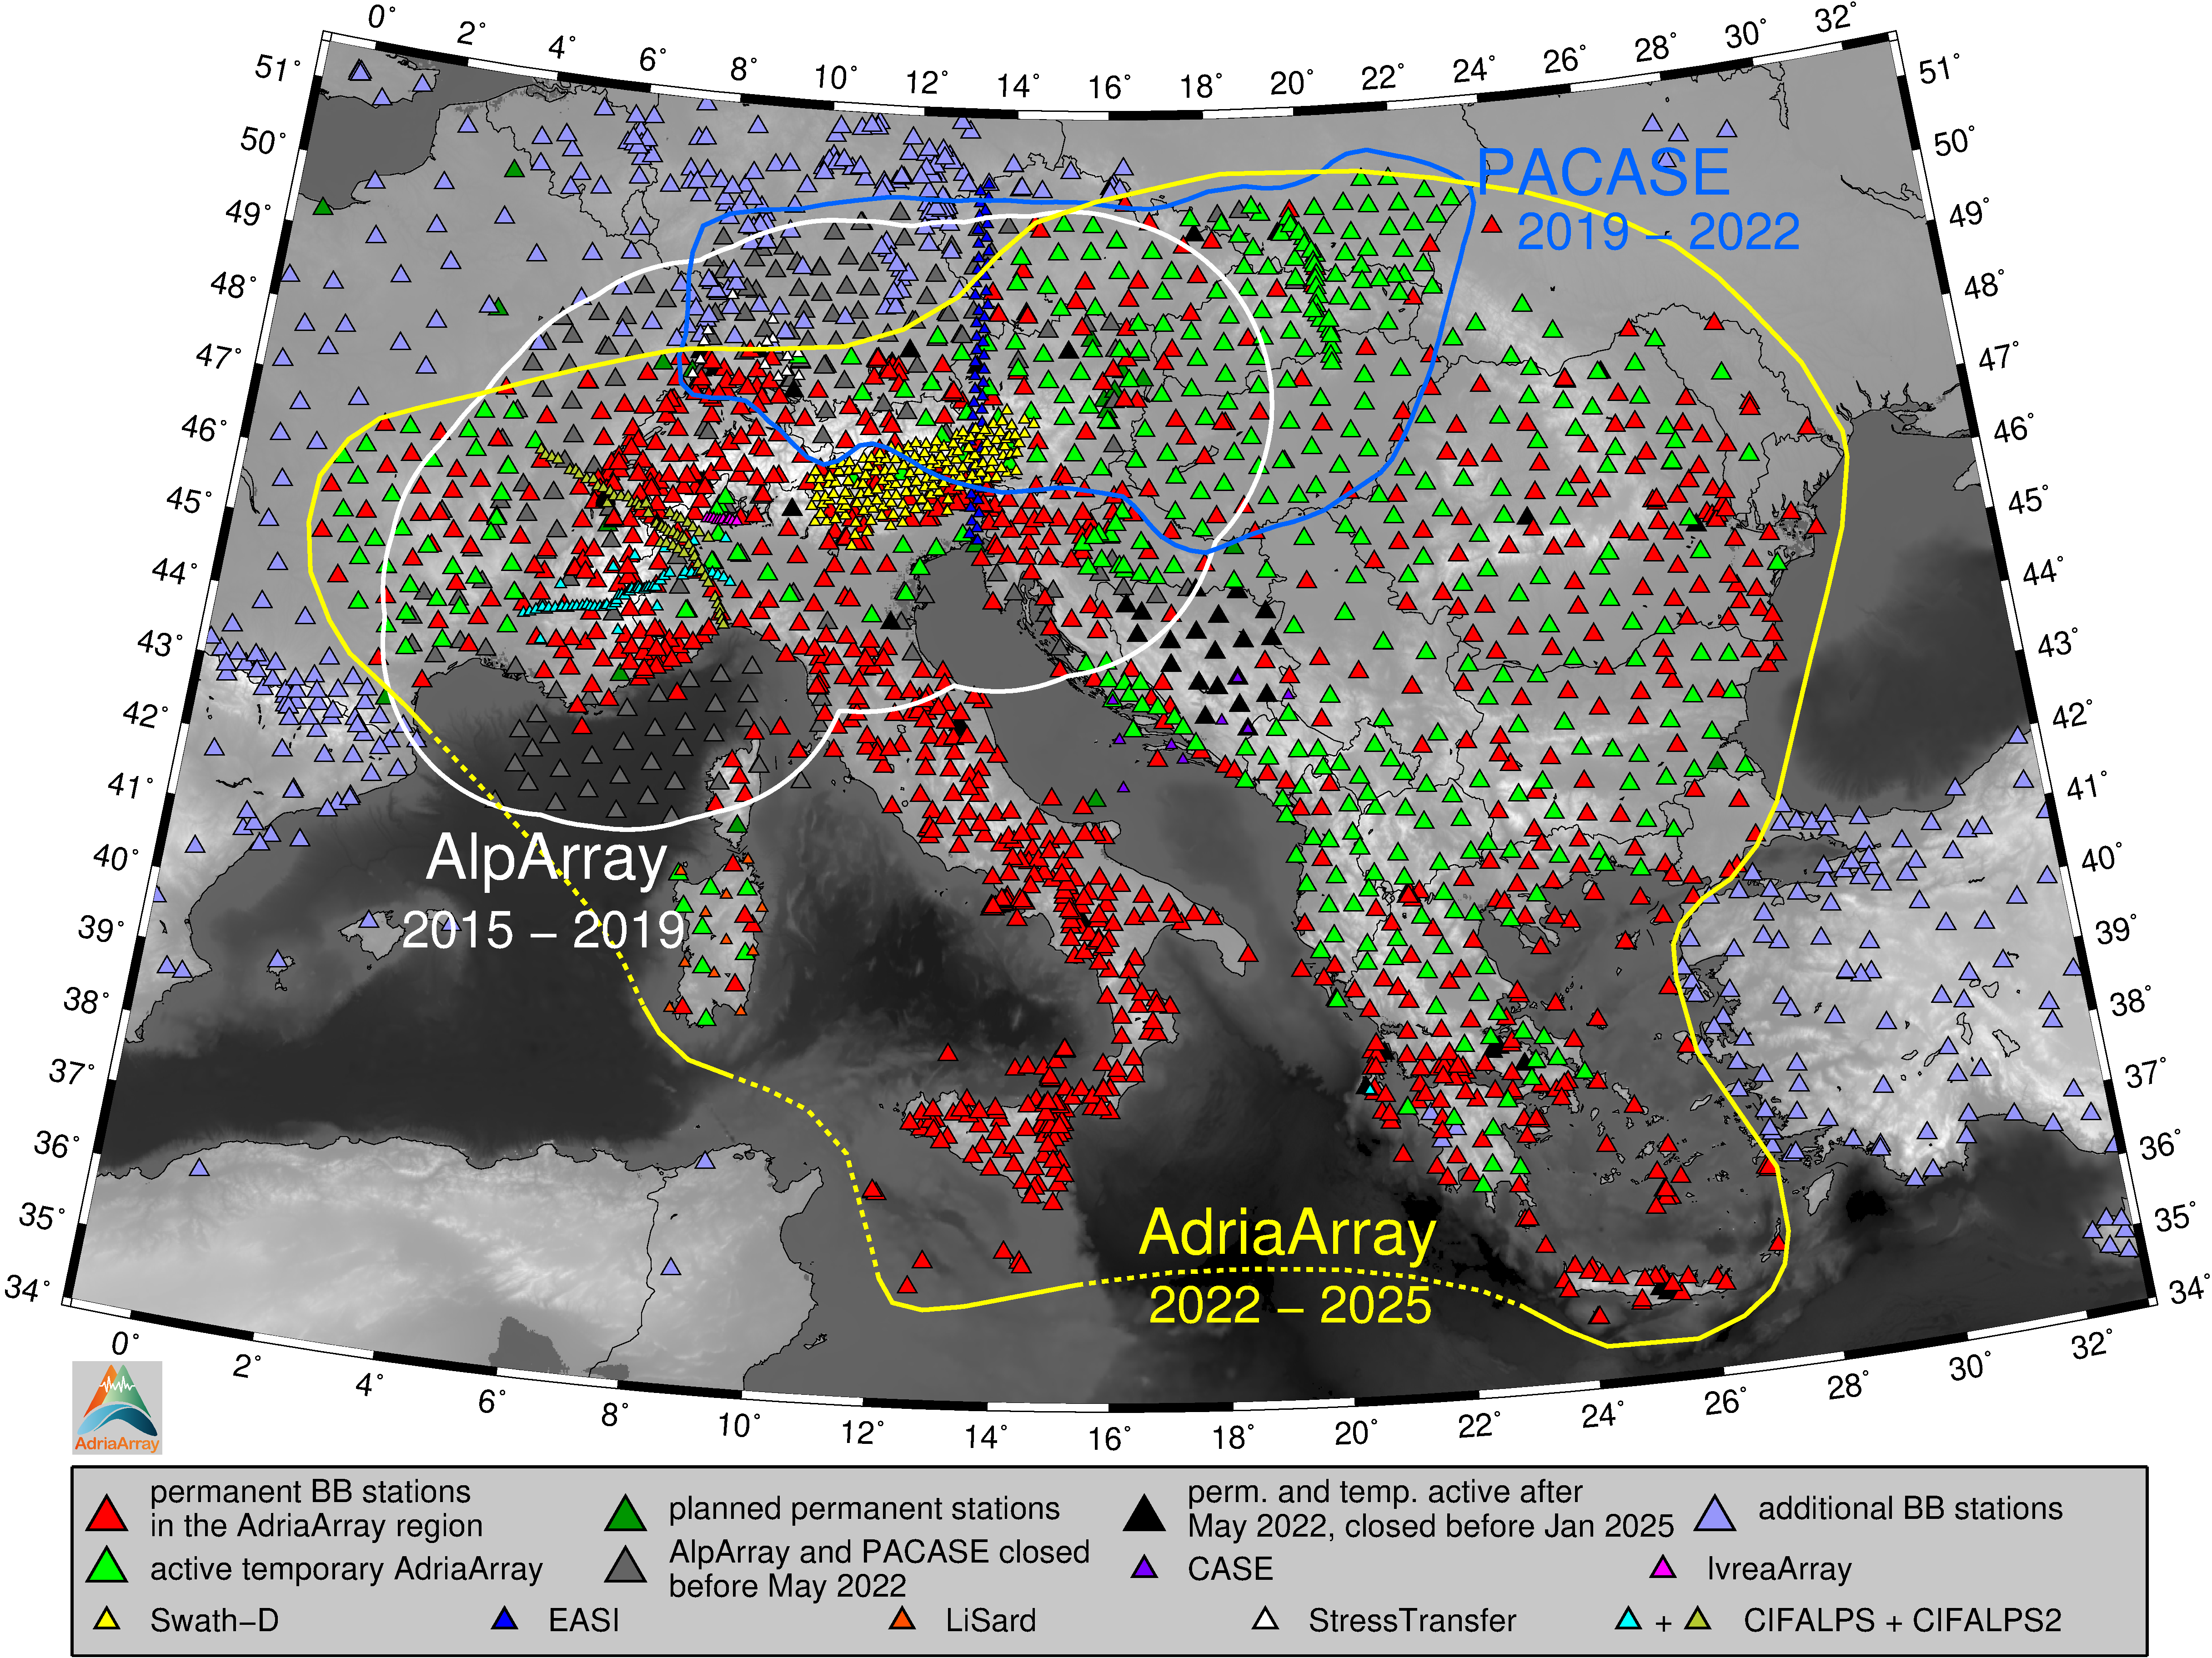 0° 2° 4° 6° 8° 10° 12° 14° 16° 18° 20° 22° 24° 26° 28° 30° 32°
51° 51°
50° 50°
49° 49°
48° 48°
47° 47°
46° 46°
45° 45°
44° 44°
43° 43°
42° 42°
41° 41°
40° 40°
39° 39°
38° 38°
37° 37°
36° 36°
35° 35°
34° 34°
0° 2° 4° 6° 8° 10° 12° 14° 16° 18° 20° 22° 24° 26° 28° 30° 32°
PACASE
2019 – 2022
AlpArray
2015 – 2019
AdriaArray
2022 – 2025
AdriaArray
permanent BB stations
in the AdriaArray region
planned permanent stations
perm. and temp. active after
May 2022, closed before Jan 2025
additional BB stations
active temporary AdriaArray
AlpArray and PACASE closed
before May 2022
CASE
IvreaArray
Swath–D
EASI
LiSard
StressTransfer
+ CIFALPS + CIFALPS2